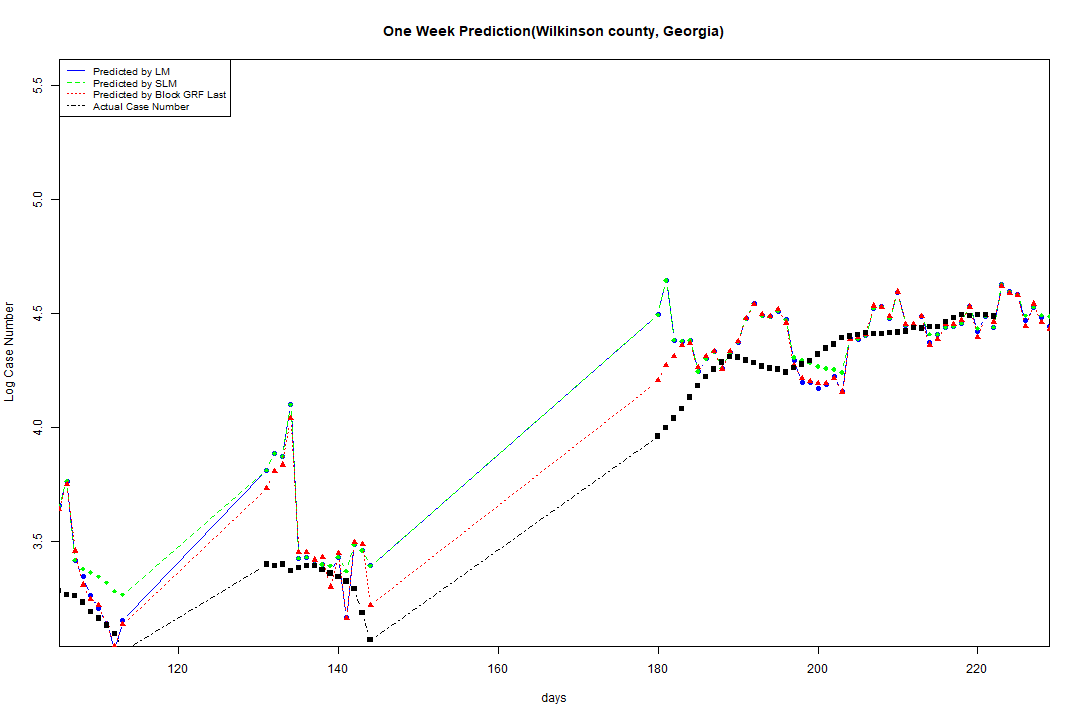 One Week Prediction(Wilkinson county, Georgia)
Predicted by LM
Predicted by SLM
Predicted by Block GRF Last
Actual Case Number
5.5
5.0
4.5
4.0
3.5
Log Case Number
120 140 160 180 200 220
days